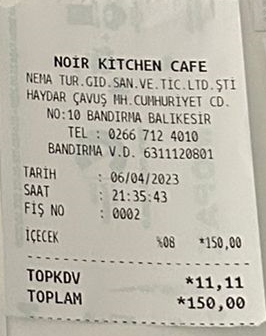 NOİR KİTCHEN CAFE
NEMA TUR.GID.SAN.VE.TİC.LTD.ŞTİ
HAYDAR ÇAVUŞ MH.CUMHURİYET CD.
NO:10 BANDIRMA BALIKESİR
TEL : 0266 712 4010
BANDIRMA V.D. 6311120801
TARİH : 06/04/2023
SAAT : 21:35:43
FİŞ NO : 0002
İÇECEK %08 *150,00
TOPKDV *11,11
TOPLAM *150,00